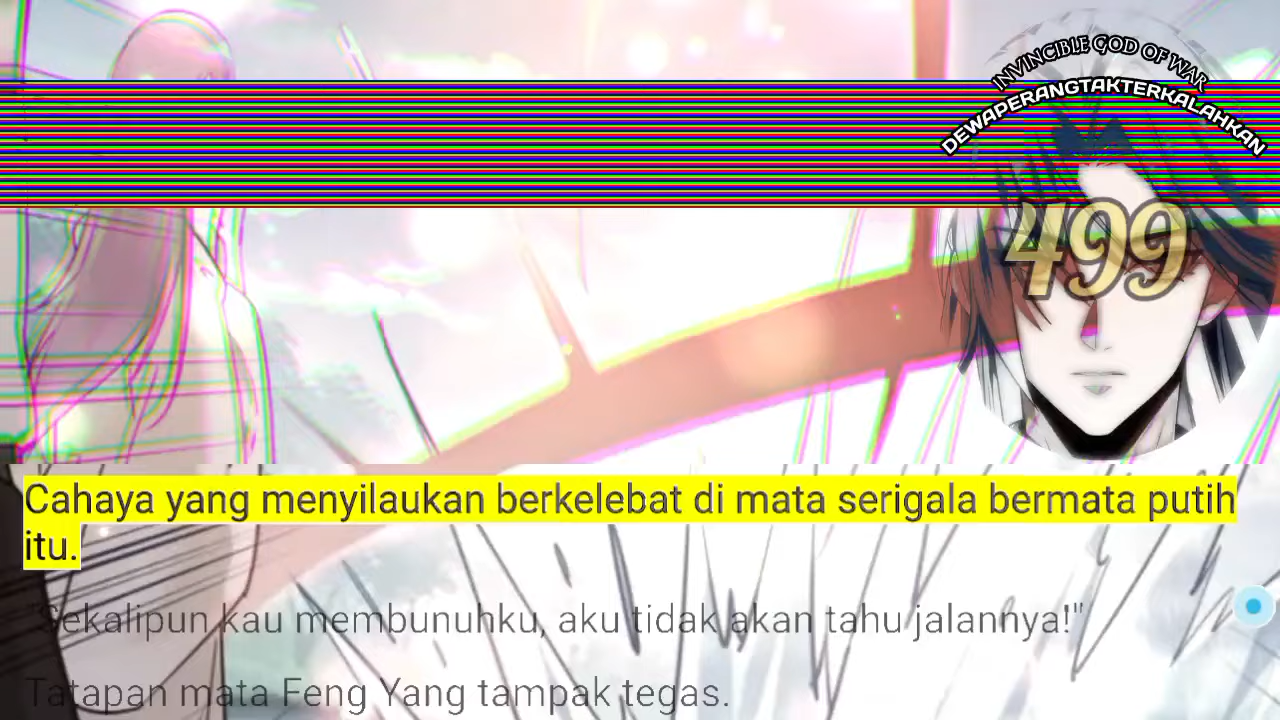 INVINCIBLE GOD OF WAR
DEWAPERANGTAKTERKALAHKAN
499
Cahaya yang menyilaukan berkelebat di mata serigala bermata putih
itu.
"Sekalipun kau membunuhku, aku tidak akan tahu jalannya!"
Tatapan mata Feng Yang tampak tegas.